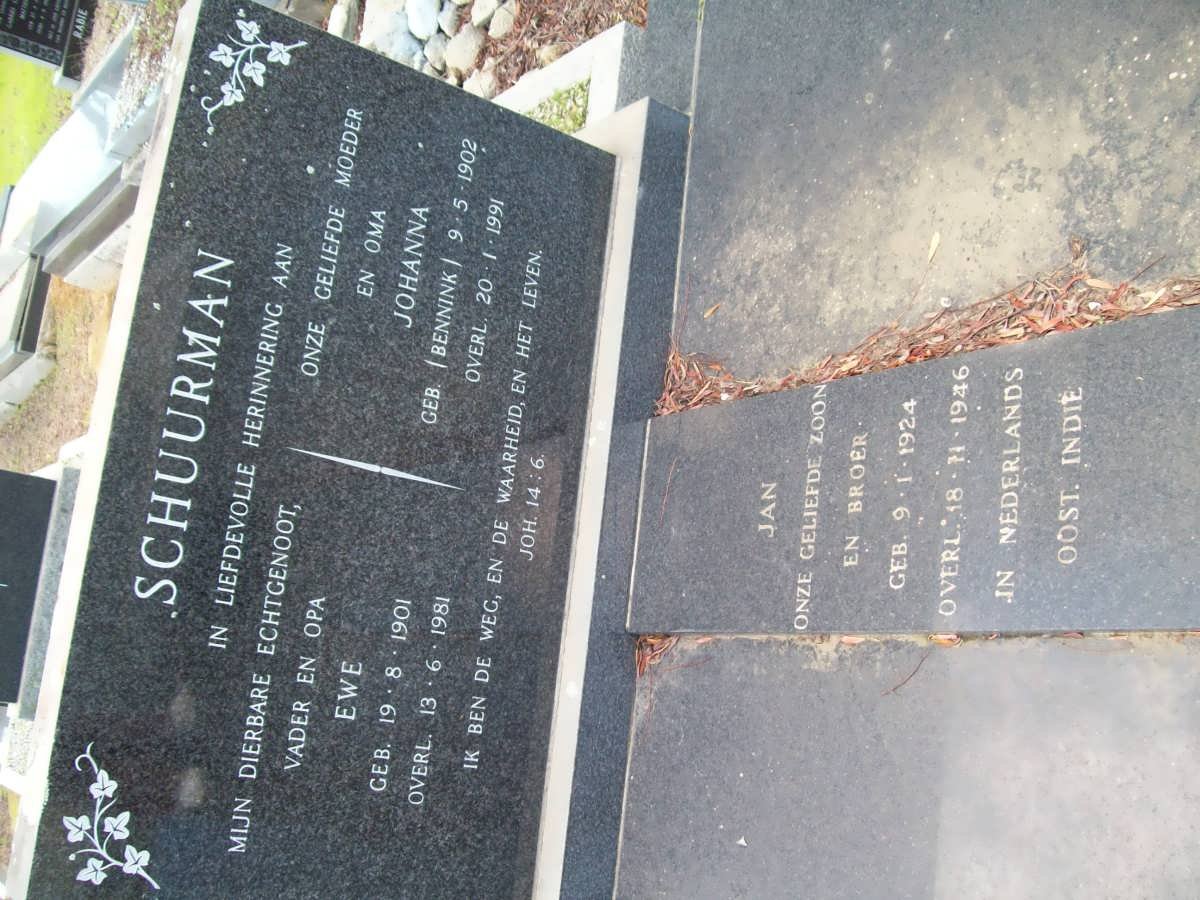 SCHUURMAN
IN LIEFDEVOLLE HERINNERING AAN
MIJN DIERBARE ECHTGENOOT,
VADER EN OPA
EWE
GEB. 19·8·1901
OVERL. 13·6·1981
ONZE GELIEFDE MOEDER
EN OMA
JOHANNA
GEB. (BENNINK) 9·5·1902
OVERL. 20·1·1991
IK BEN DE WEG, EN DE WAARHEID, EN HET LEVEN.
JOH. 14:6.
JAN
ONZE GELIEFDE ZOON
EN BROER
GEB. 9·1·1924
OVERL. 18·11·1946
IN NEDERLANDS
OOST. INDIË
RABIE